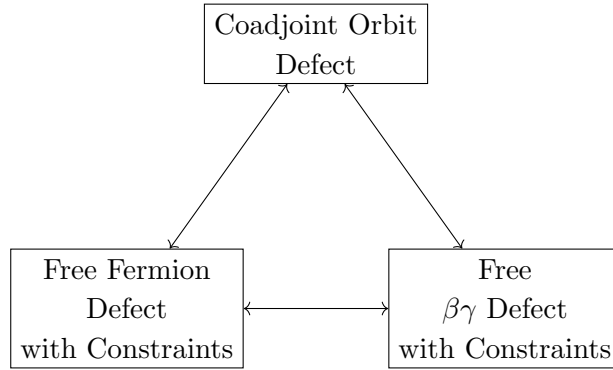 Coadjoint Orbit
Defect
Free Fermion
Defect
with Constraints
Free
βγ Defect
with Constraints